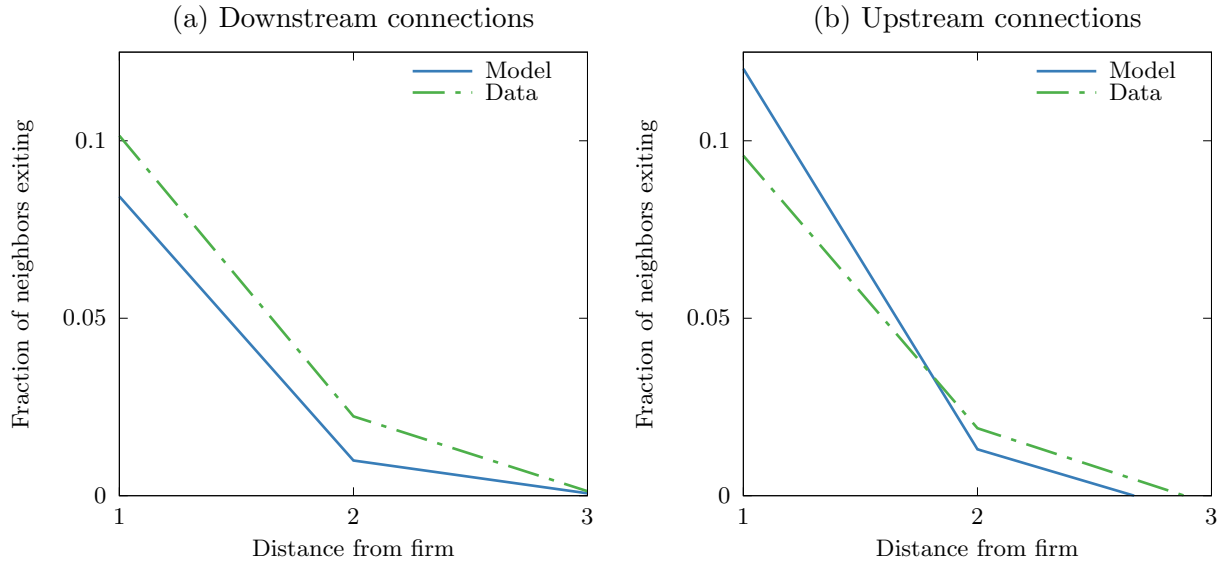 (a) Downstream connections
Model
Data
Fraction of neighbors exiting
0.1
0.05
0
1
2
3
Distance from firm
(b) Upstream connections
Model
Data
Fraction of neighbors exiting
0.1
0.05
0
1
2
3
Distance from firm